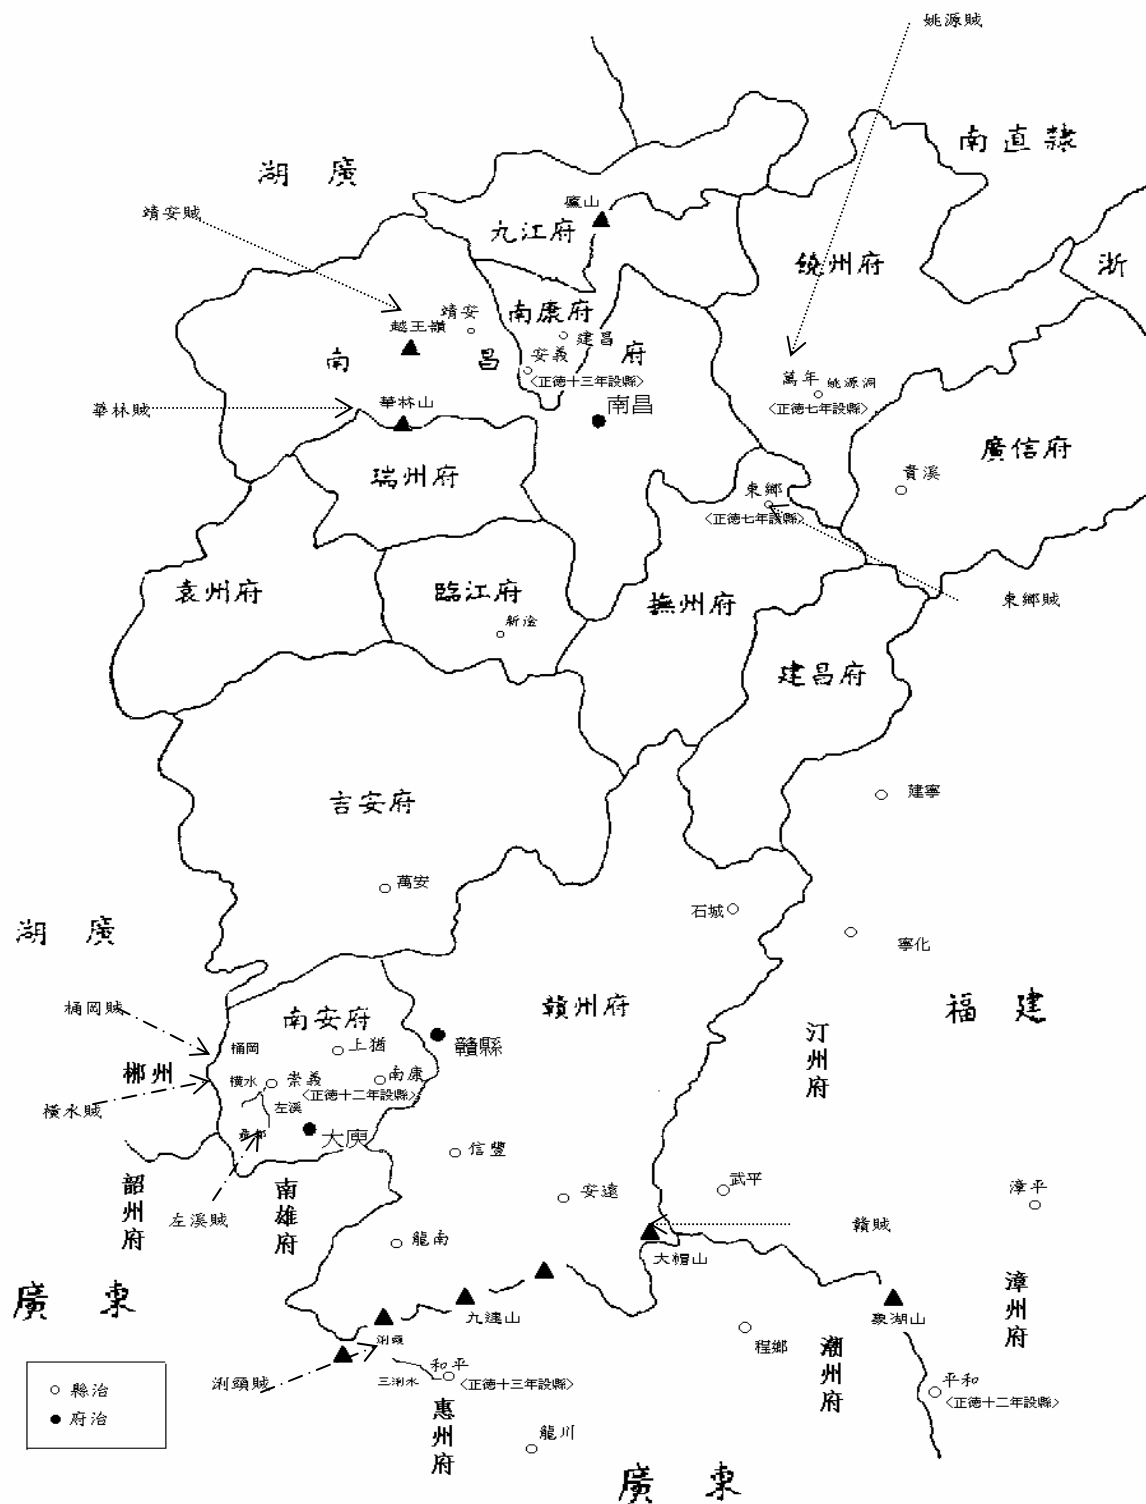 姚源賊
南直隸
湖廣
廬山
靖安賊
九江府
饒州府
浙
南康府
靖安
越王嶺
建昌
南昌府
安義
〈正德十三年設縣〉
萬年
姚源洞
〈正德七年設縣〉
華林賊
華林山
南昌
廣信府
瑞州府
貴溪
東鄉
〈正德七年設縣〉
袁州府
臨江府
撫州府
東鄉賊
新淦
建昌府
建寧
吉安府
萬安
石城
湖廣
寧化
桶岡賊
南安府
贛州府
福建
汀州府
桶岡
上猶
贛縣
郴州
橫水
崇義
南康
橫水賊
〈正德十二年設縣〉
左溪
大庾
信豐
韶州府
南雄府
武平
漳平
安遠
左溪賊
贛賊
龍南
大帽山
廣東
漳州府
九連山
象湖山
浰頭
程鄉
潮州府
和平
浰頭賊
三浰水
〈正德十三年設縣〉
平和
〈正德十二年設縣〉
縣治
府治
惠州府
龍川
廣東